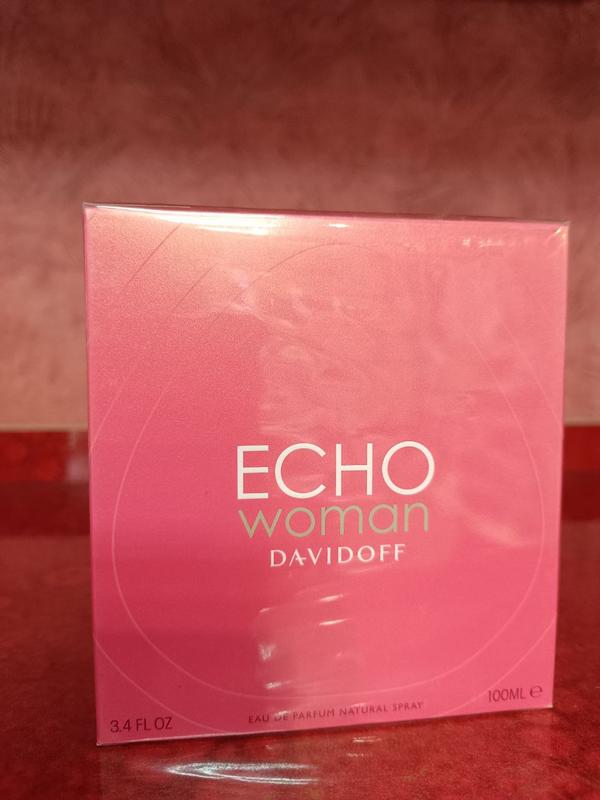 ECHO
woman
DAVIDOFF
3.4 FL OZ
EAU DE PARFUM NATURAL SPRAY
100ML ℮